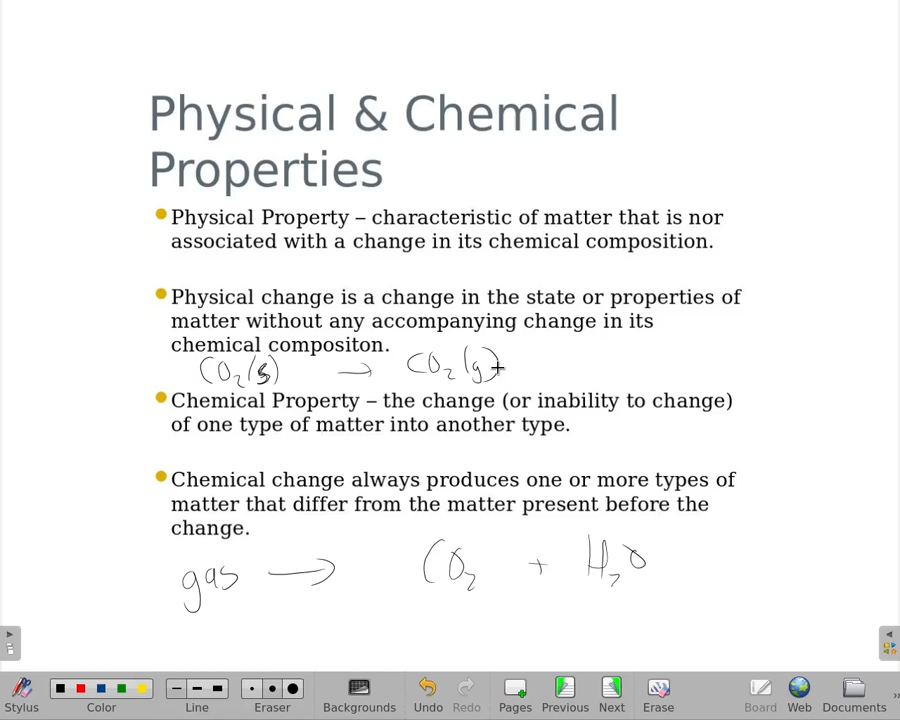 Physical & Chemical
Properties
Physical Property – characteristic of matter that is nor
associated with a change in its chemical composition.
Physical change is a change in the state or properties of
matter without any accompanying change in its
chemical compositon.
CO₂(s) → CO₂(g)
Chemical Property – the change (or inability to change)
of one type of matter into another type.
Chemical change always produces one or more types of
matter that differ from the matter present before the
change.
gas → CO₂ + H₂O
Stylus Color Line Eraser Backgrounds Undo Redo Pages Previous Next Erase Board Web Documents